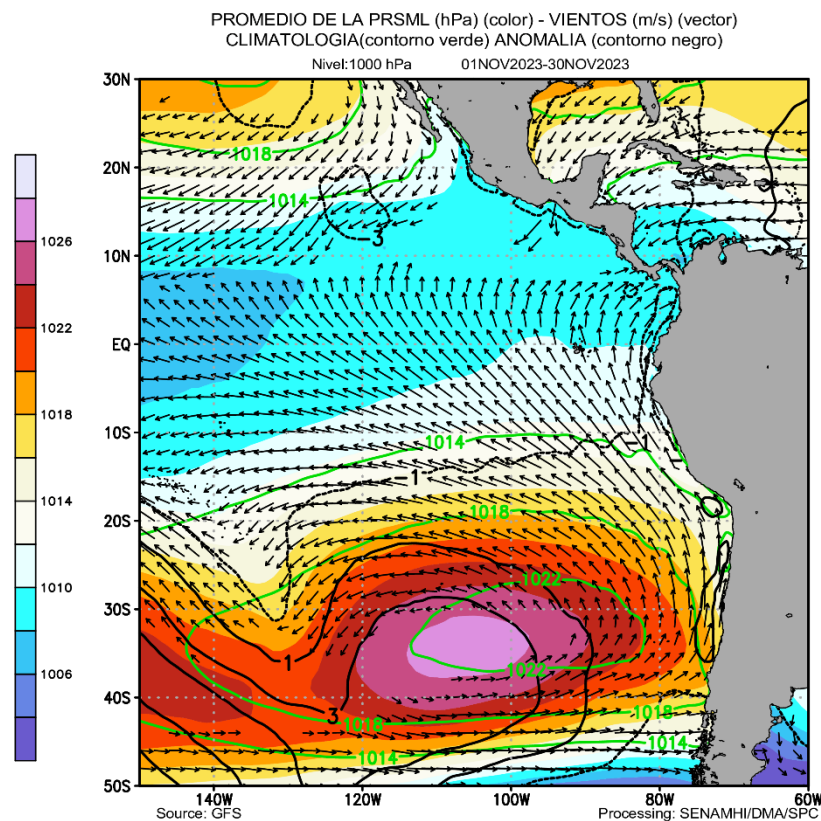 PROMEDIO DE LA PRSML (hPa) (color) - VIENTOS (m/s) (vector)
CLIMATOLOGIA(contorno verde) ANOMALIA (contorno negro)
Nivel:1000 hPa 01NOV2023-30NOV2023
30N
20N
10N
EQ
10S
20S
30S
40S
50S
1026
1022
1018
1014
1010
1006
1018
1014
3
1014
-1
-1
1018
1022
1
1022
3
1018
1018
1014
1014
140W 120W 100W 80W 60W
Source: GFS
Processing: SENAMHI/DMA/SPC